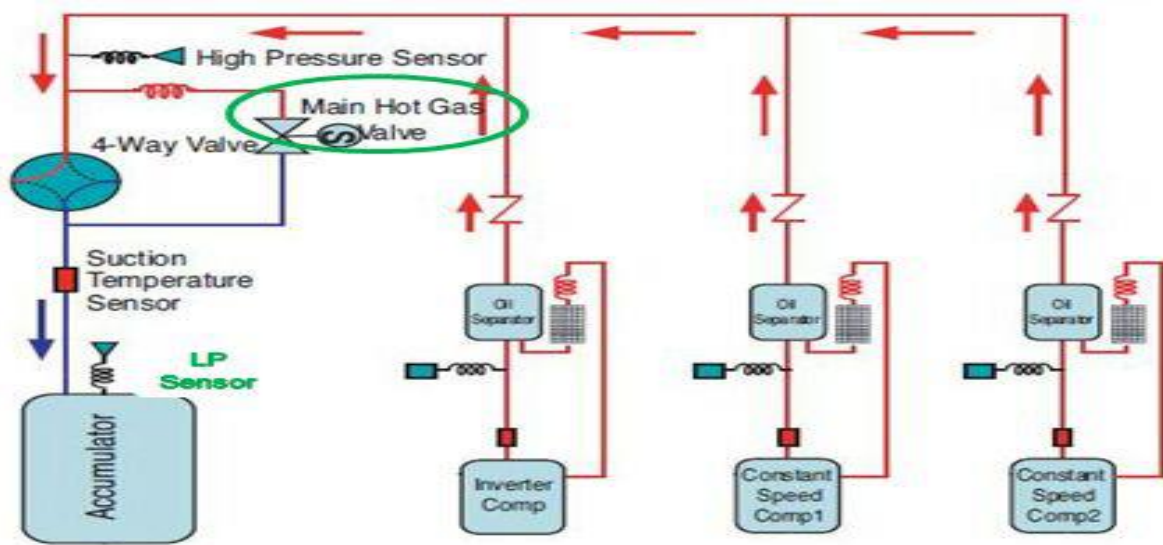 High Pressure Sensor
Main Hot Gas
Valve
S
4-Way Valve
Suction
Temperature
Sensor
LP
Sensor
Accumulator
Oil
Separator
Inverter
Comp
Oil
Separator
Constant
Speed
Comp1
Oil
Separator
Constant
Speed
Comp2